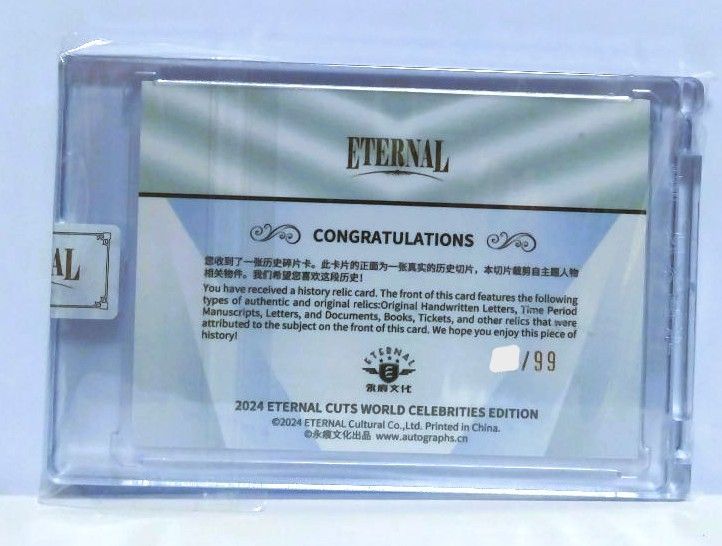 ETERNAL
AL
CONGRATULATIONS
您收到了一张历史碎片卡。此卡片的正面为一张真实的历史切片，本切片裁剪自主题人物
相关物件。我们希望您喜欢这段历史！
You have received a history relic card. The front of this card features the following
types of authentic and original relics:Original Handwritten Letters, Time Period
Manuscripts, Letters, and Documents, Books, Tickets, and other relics that were
attributed to the subject on the front of this card. We hope you enjoy this piece of
history!
/99
ETERNAL
永痕文化
2024 ETERNAL CUTS WORLD CELEBRITIES EDITION
©2024 ETERNAL Cultural Co.,Ltd. Printed in China.
©永痕文化出品 www.autographs.cn